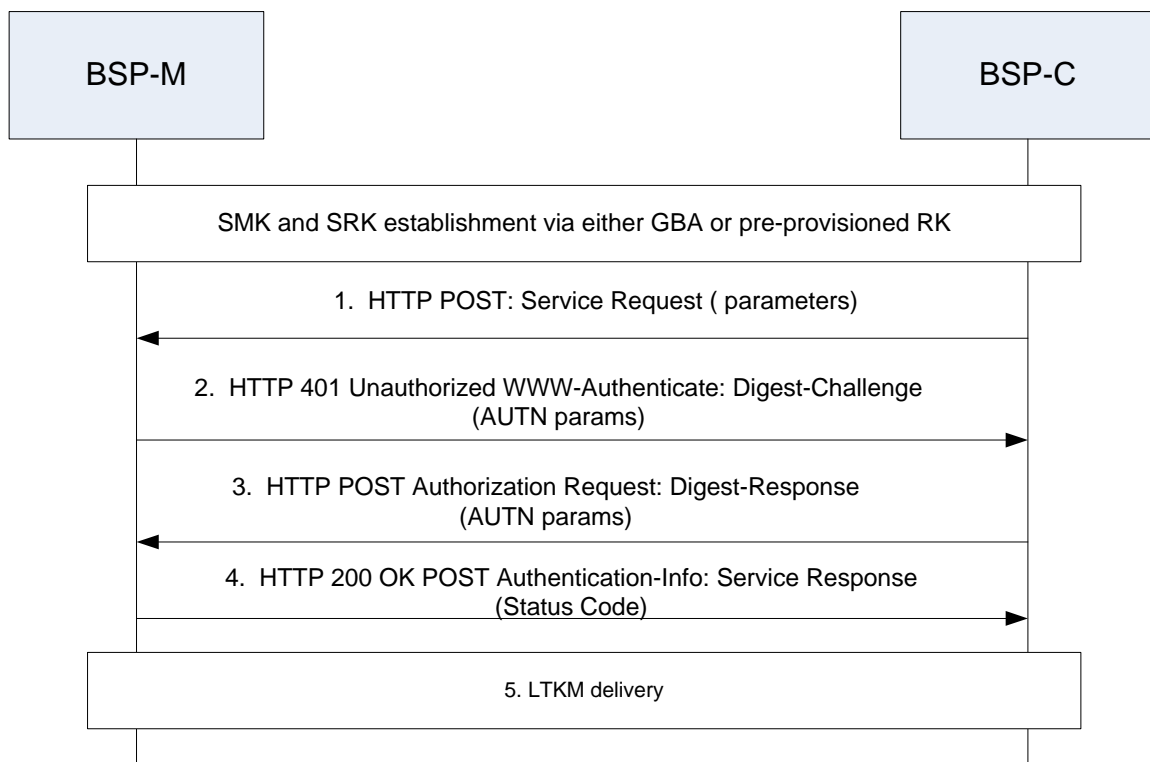 BSP-M
BSP-C
SMK and SRK establishment via either GBA or pre-provisioned RK
1. HTTP POST: Service Request ( parameters)
2. HTTP 401 Unauthorized WWW-Authenticate: Digest-Challenge
(AUTN params)
3. HTTP POST Authorization Request: Digest-Response
(AUTN params)
4. HTTP 200 OK POST Authentication-Info: Service Response
(Status Code)
5. LTKM delivery